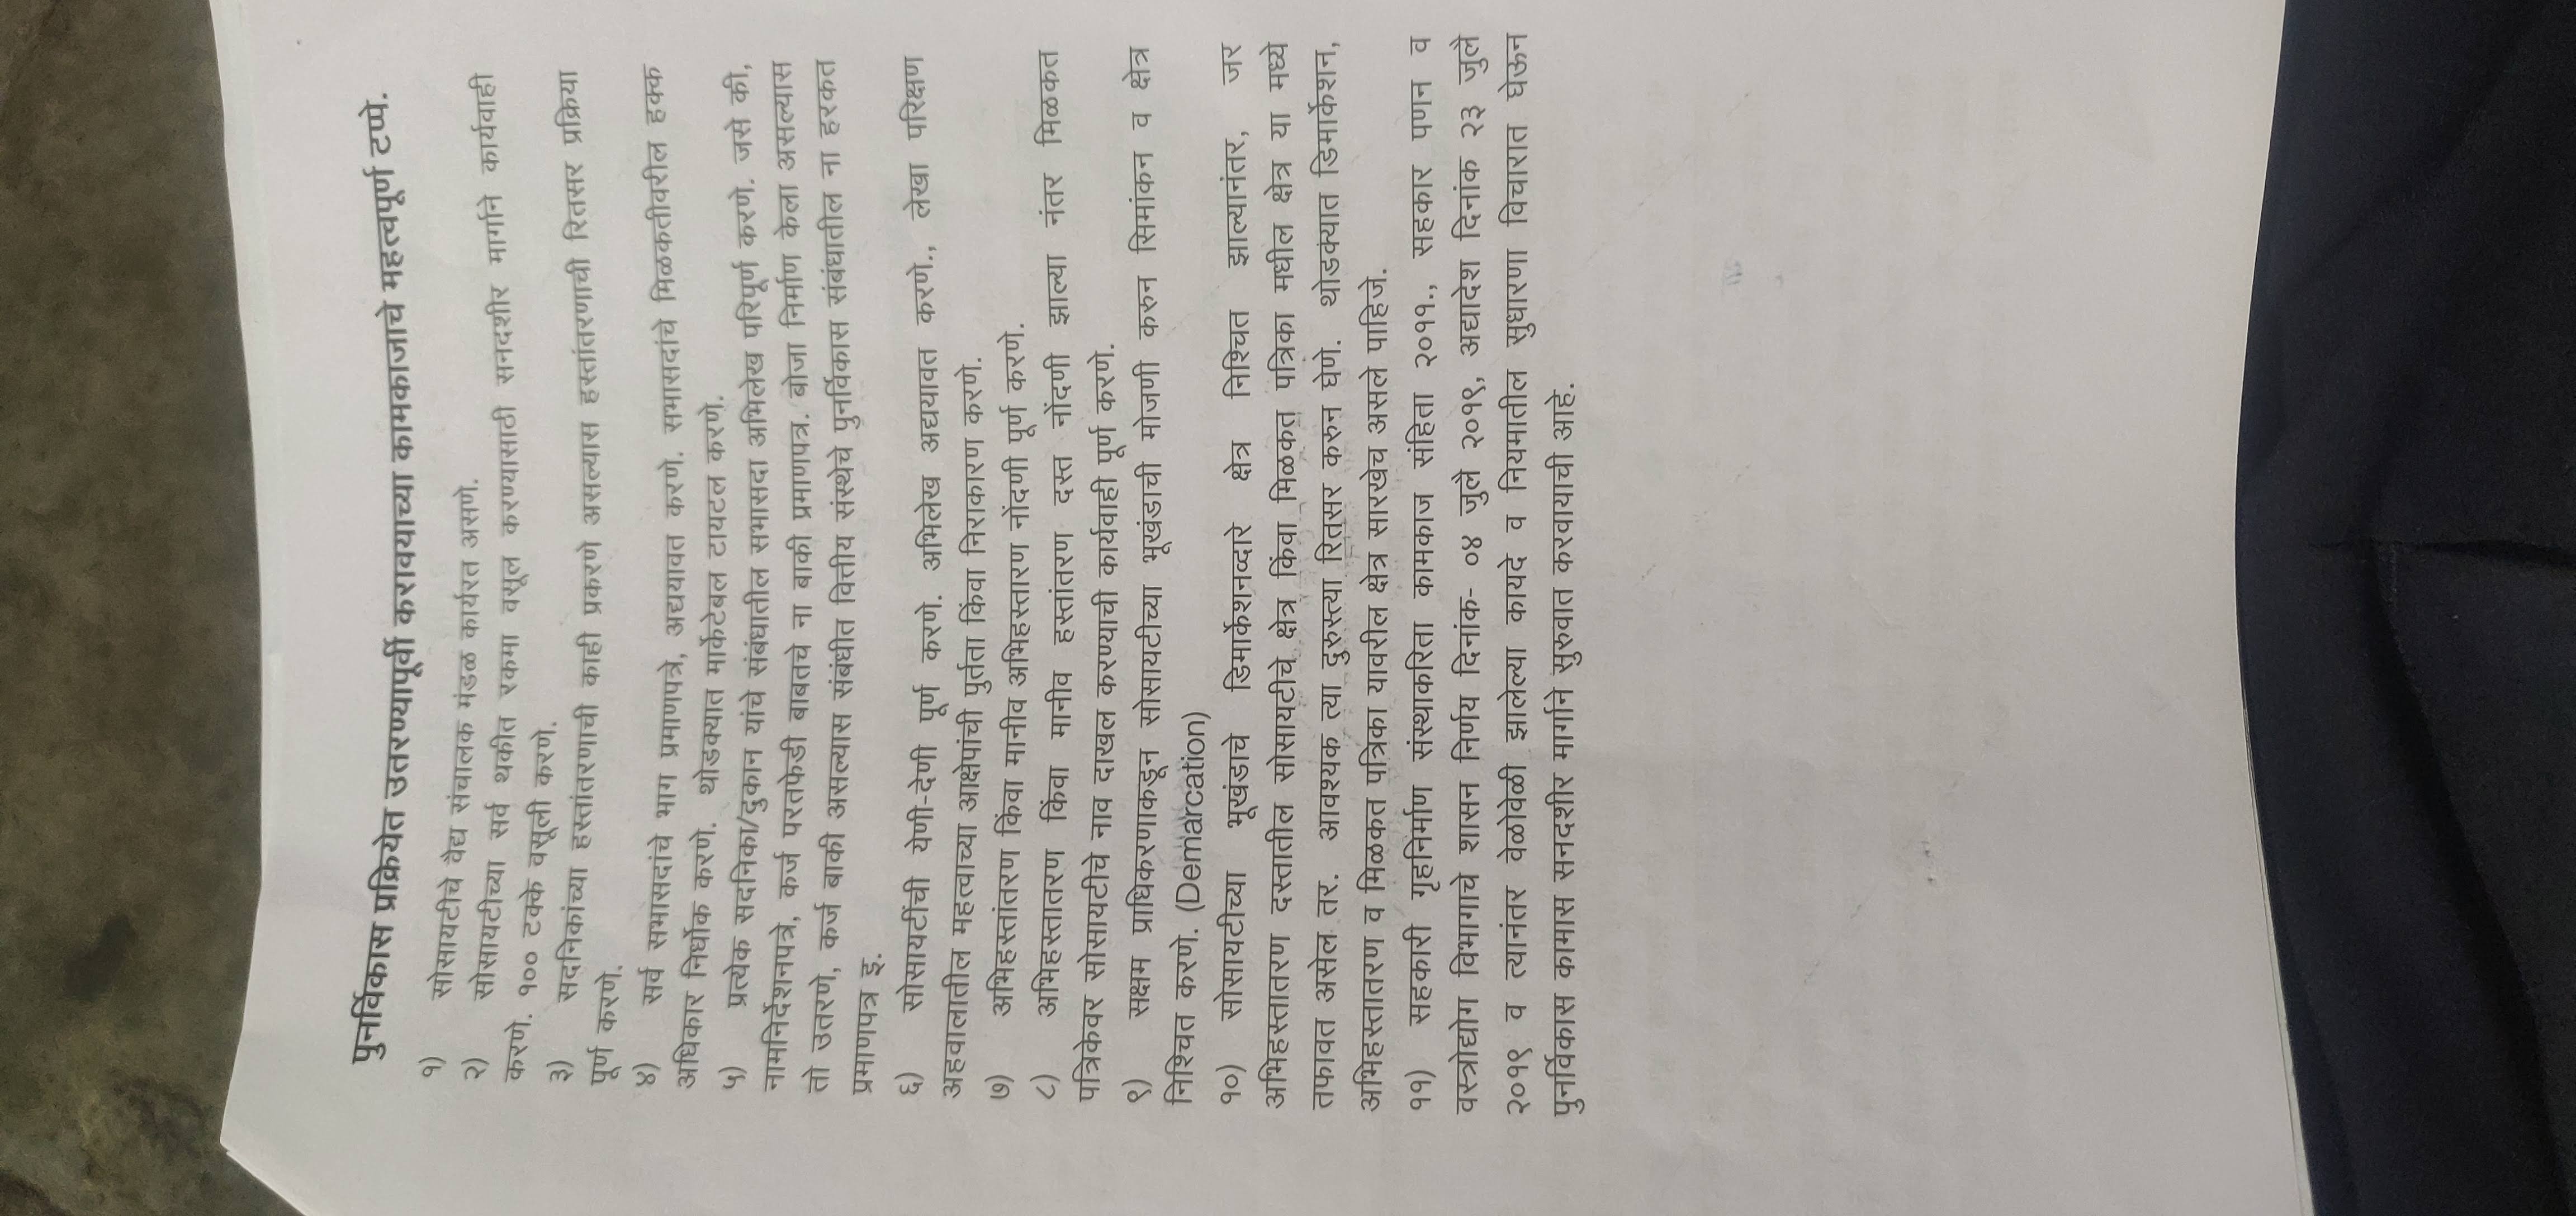 पुनर्विकास प्रक्रियेत उतरण्यापूर्वी करावयाच्या कामकाजाचे महत्वपूर्ण टप्पे.
१) सोसायटीचे वैद्य संचालक मंडळ कार्यरत असणे.
२) सोसायटीच्या सर्व थकीत रकमा वसूल करण्यासाठी सनदशीर मार्गाने कार्यवाही
करणे. १०० टक्के वसूली करणे.
३) सदनिकांच्या हस्तांतरणाची काही प्रकरणे असल्यास हस्तांतरणाची रितसर प्रक्रिया
पूर्ण करणे.
४) सर्व सभासदांचे भाग प्रमाणपत्रे, अद्ययावत करणे. सभासदांचे मिळकतीवरील हक्क
अधिकार निर्धोक करणे. थोडक्यात मार्केटेबल टायटल करणे.
५) प्रत्येक सदनिका/दुकान यांचे संबंधातील सभासदा अभिलेख परिपूर्ण करणे. जसे की,
नामनिर्देशनपत्रे, कर्ज परतफेडी बाबतचे ना बाकी प्रमाणपत्र. बोजा निर्माण केला असल्यास
तो उतरणे, कर्ज बाकी असल्यास संबंधीत वित्तीय संस्थेचे पुनर्विकास संबंधातील ना हरकत
प्रमाणपत्र इ.
६) सोसायटींची येणी-देणी पूर्ण करणे. अभिलेख अद्ययावत करणे., लेखा परिक्षण
अहवालातील महत्वाच्या आक्षेपांची पुर्तता किंवा निराकारण करणे.
७) अभिहस्तांतरण किंवा मानीव अभिहस्तारण नोंदणी पूर्ण करणे.
८) अभिहस्तातरण किंवा मानीव हस्तांतरण दस्त नोंदणी झाल्या नंतर मिळकत
पत्रिकेवर सोसायटीचे नाव दाखल करण्याची कार्यवाही पूर्ण करणे.
९) सक्षम प्राधिकरणाकडून सोसायटीच्या भूखंडाची मोजणी करुन सिमांकन व क्षेत्र
निश्चित करणे. (Demarcation)
१०) सोसायटीच्या भूखंडाचे डिमार्केशनव्दारे क्षेत्र निश्चित झाल्यानंतर, जर
अभिहस्तातरण दस्तातील सोसायटीचे क्षेत्र किंवा मिळकत पत्रिका मधील क्षेत्र या मध्ये
तफावत असेल तर. आवश्यक त्या दुरुस्त्या रितसर करुन घेणे. थोडक्यात डिमार्केशन,
अभिहस्तातरण व मिळकत पत्रिका यावरील क्षेत्र सारखेच असले पाहिजे.
११) सहकारी गृहनिर्माण संस्थाकरिता कामकाज संहिता २०११., सहकार पणन व
वस्त्रोद्योग विभागाचे शासन निर्णय दिनांक- ०४ जुलै २०१९, अद्यादेश दिनांक २३ जुलै
२०१९ व त्यानंतर वेळोवेळी झालेल्या कायदे व नियमातील सुधारणा विचारात घेऊन
पुनर्विकास कामास सनदशीर मार्गाने सुरुवात करवायाची आहे.